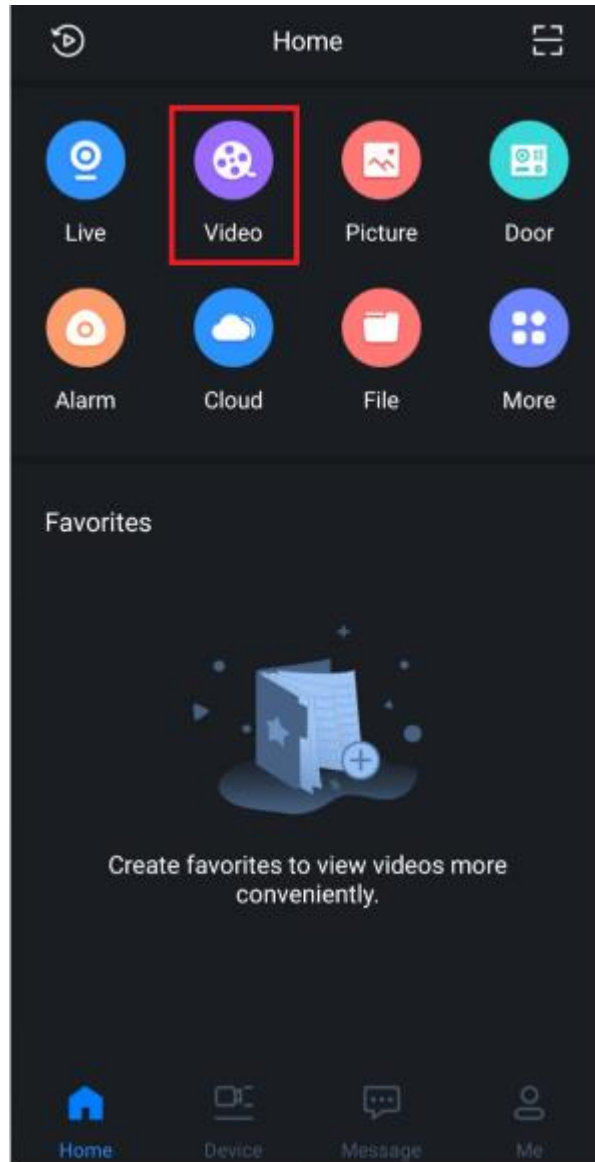 Home
Live
Video
Picture
Door
Alarm
Cloud
File
More
Favorites
Create favorites to view videos more
conveniently.
Home
Device
Message
Me